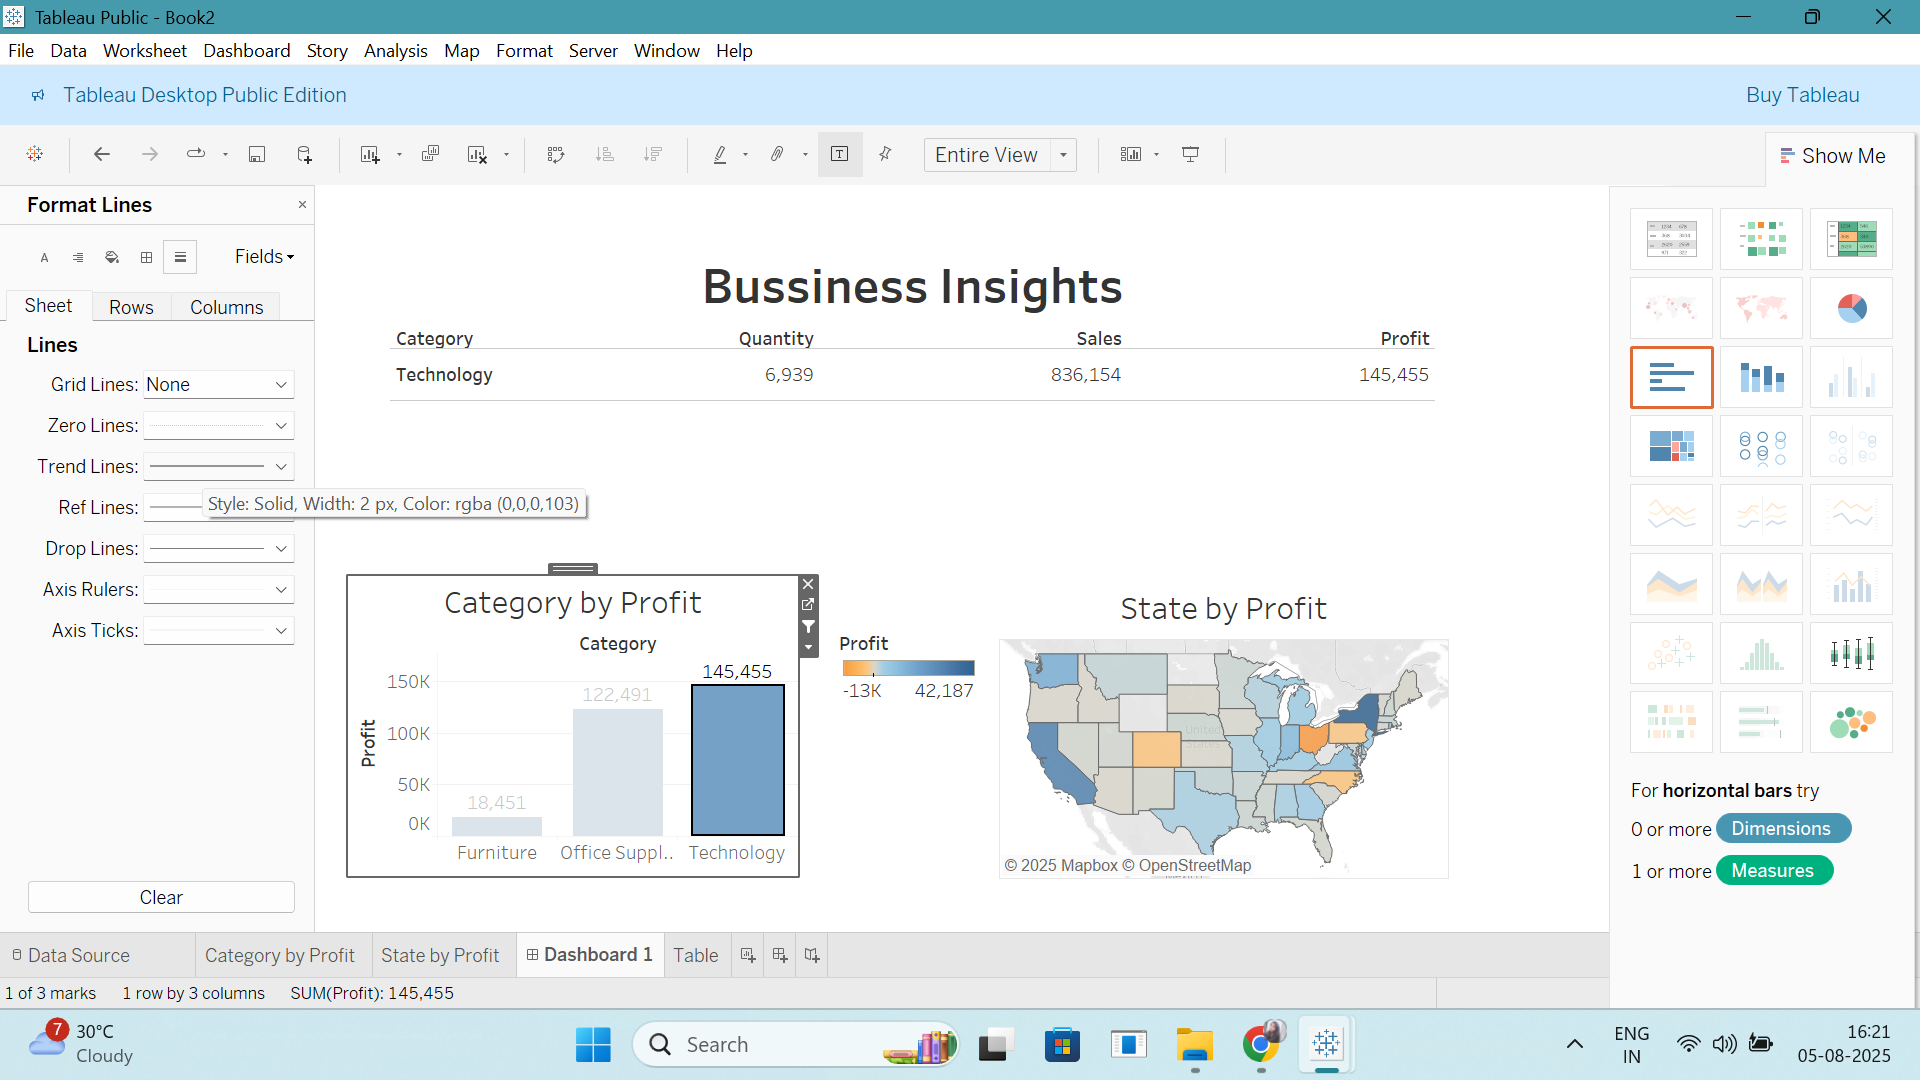 Tableau Public - Book2
File Data Worksheet Dashboard Story Analysis Map Format Server Window Help
Tableau Desktop Public Edition
Buy Tableau
Entire View
Show Me
Format Lines
Fields
Sheet Rows Columns
Lines
Grid Lines: None
Zero Lines:
Trend Lines:
Ref Lines:
Style: Solid, Width: 2 px, Color: rgba (0,0,0,103)
Drop Lines:
Axis Rulers:
Axis Ticks:
Clear
Bussiness Insights
Category Quantity Sales Profit
Technology 6,939 836,154 145,455
Category by Profit
Category
Profit
150K
100K
50K
0K
18,451
122,491
145,455
Furniture Office Suppl.. Technology
Profit
-13K 42,187
State by Profit
United
States
© 2025 Mapbox © OpenStreetMap
For horizontal bars try
0 or more Dimensions
1 or more Measures
Data Source Category by Profit State by Profit Dashboard 1 Table
1 of 3 marks 1 row by 3 columns SUM(Profit): 145,455
7
30°C
Cloudy
Search
ENG
IN
16:21
05-08-2025